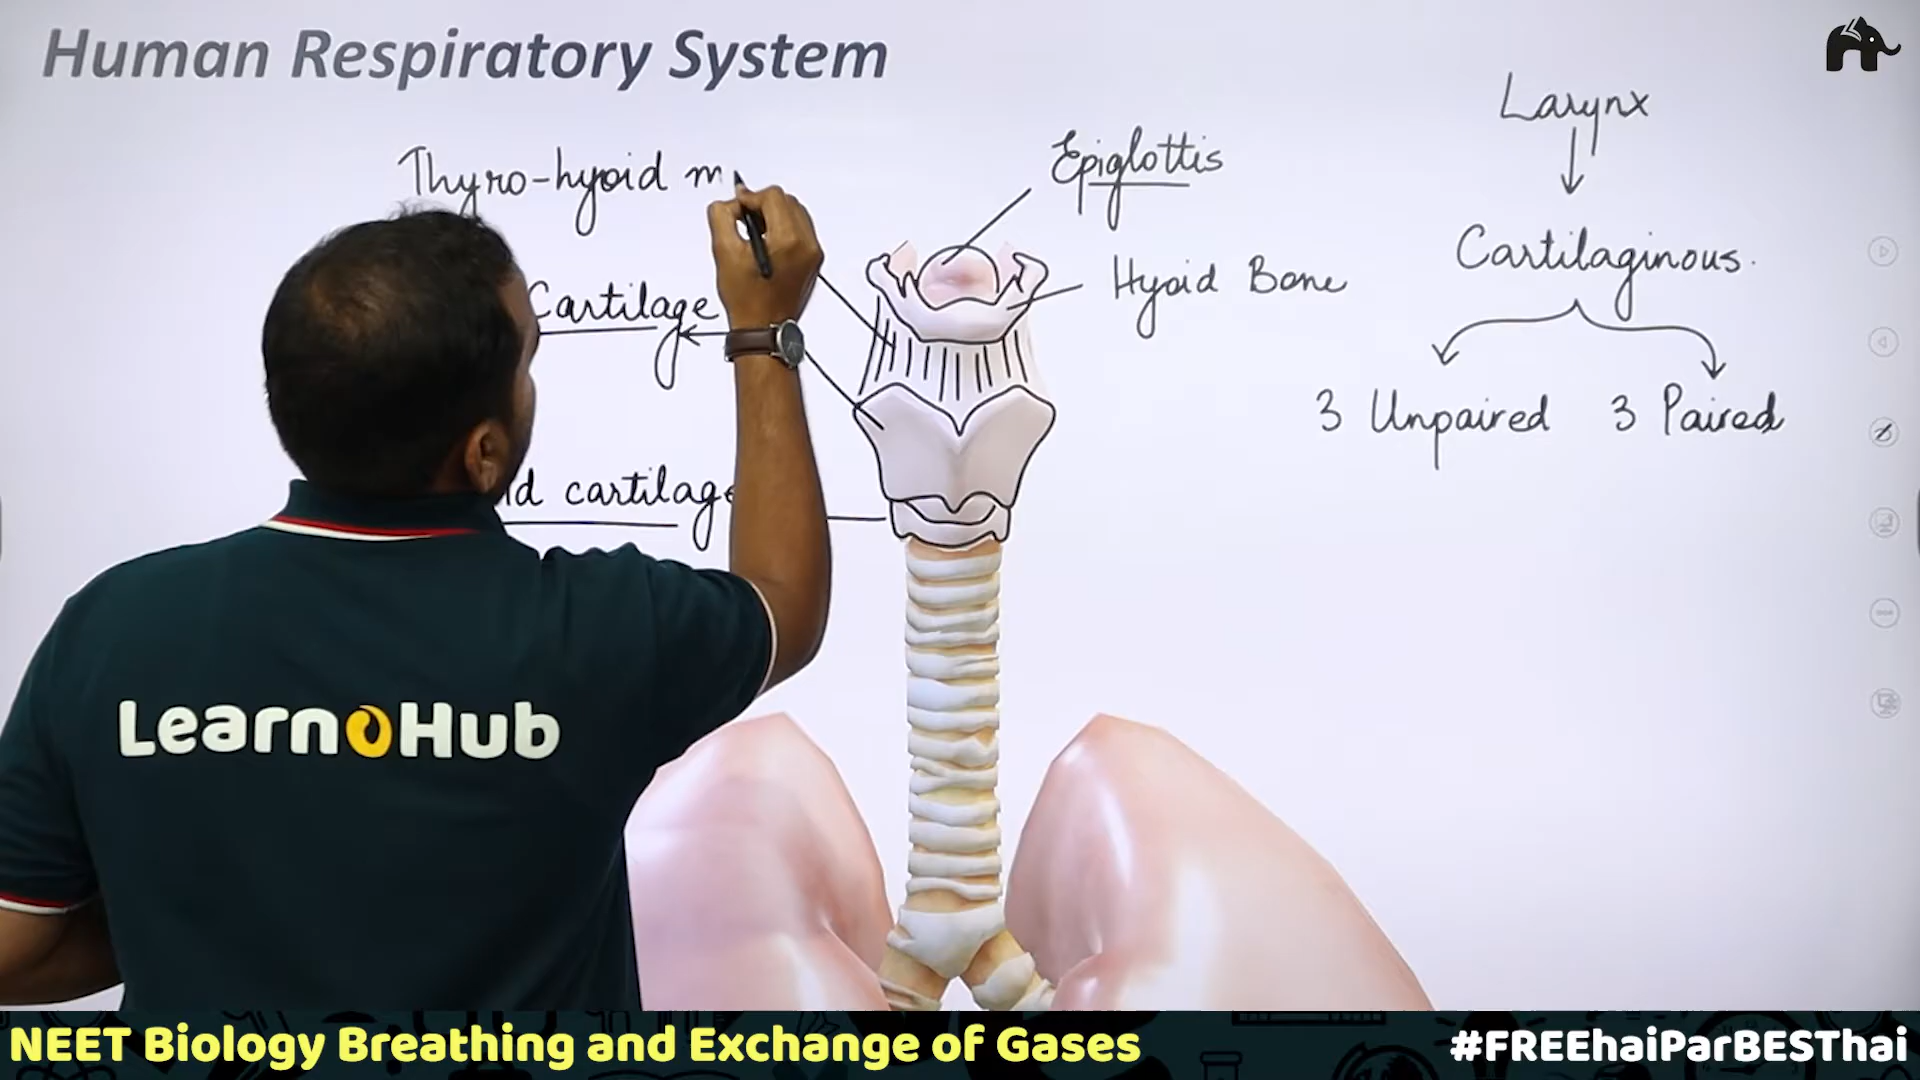 Human Respiratory System
Thyro-hyoid m
Epiglottis
Larynx
Cartilage
Hyoid Bone
Cartilaginous
3 Unpaired 3 Paired
cartilage
LearnoHub
NEET Biology Breathing and Exchange of Gases
#FREEhaiParBESThai